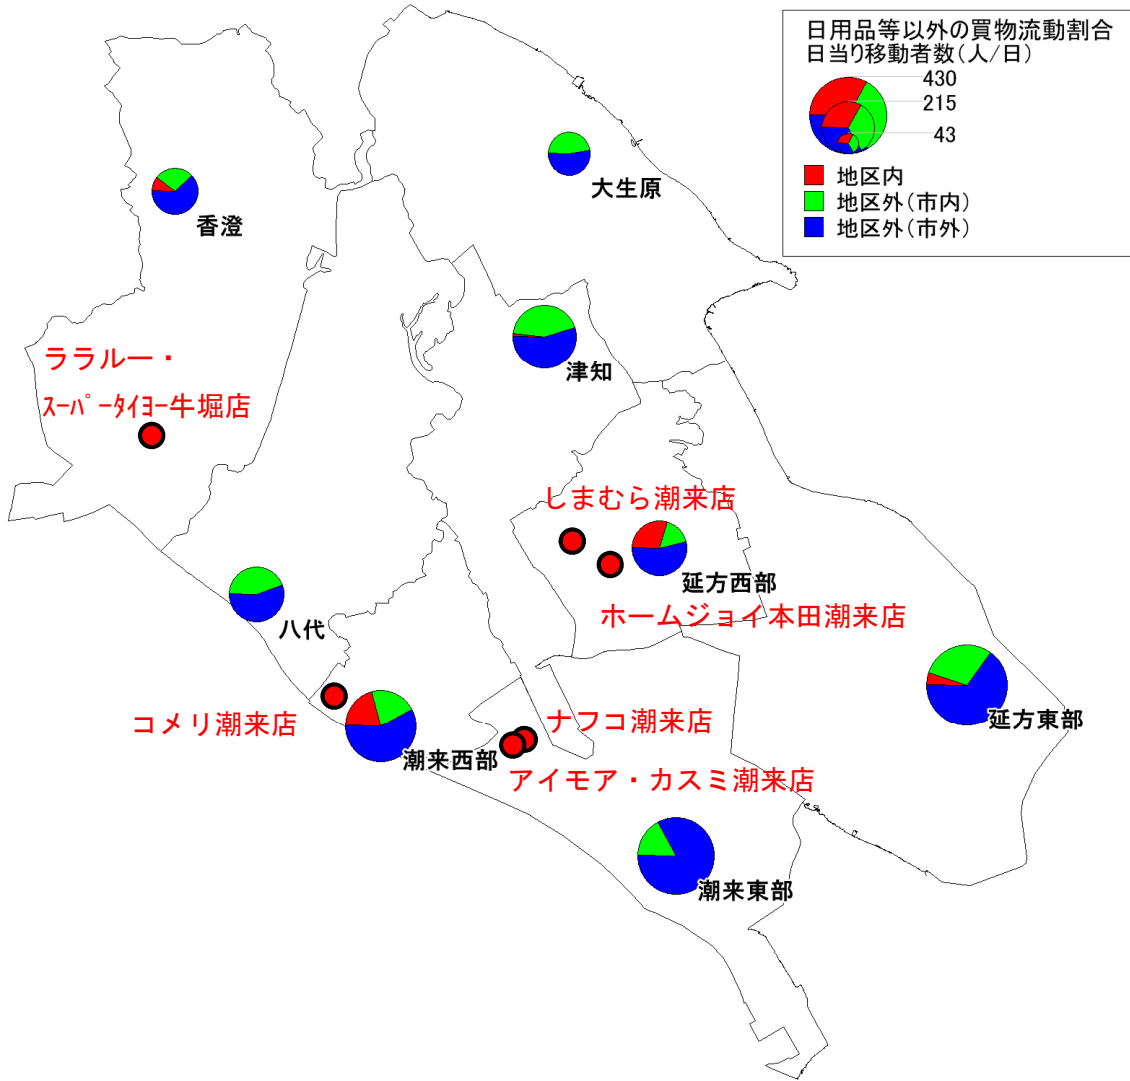 日用品等以外の買物流動割合
日当り移動者数(人/日)
430
215
43
地区内
地区外(市内)
地区外(市外)
大生原
香澄
津知
ララルー・
ｽｰﾊﾟｰﾀｲﾖｰ牛堀店
しまむら潮来店
延方西部
ホームジョイ本田潮来店
八代
延方東部
コメリ潮来店
ナフコ潮来店
潮来西部
アイモア・カスミ潮来店
潮来東部